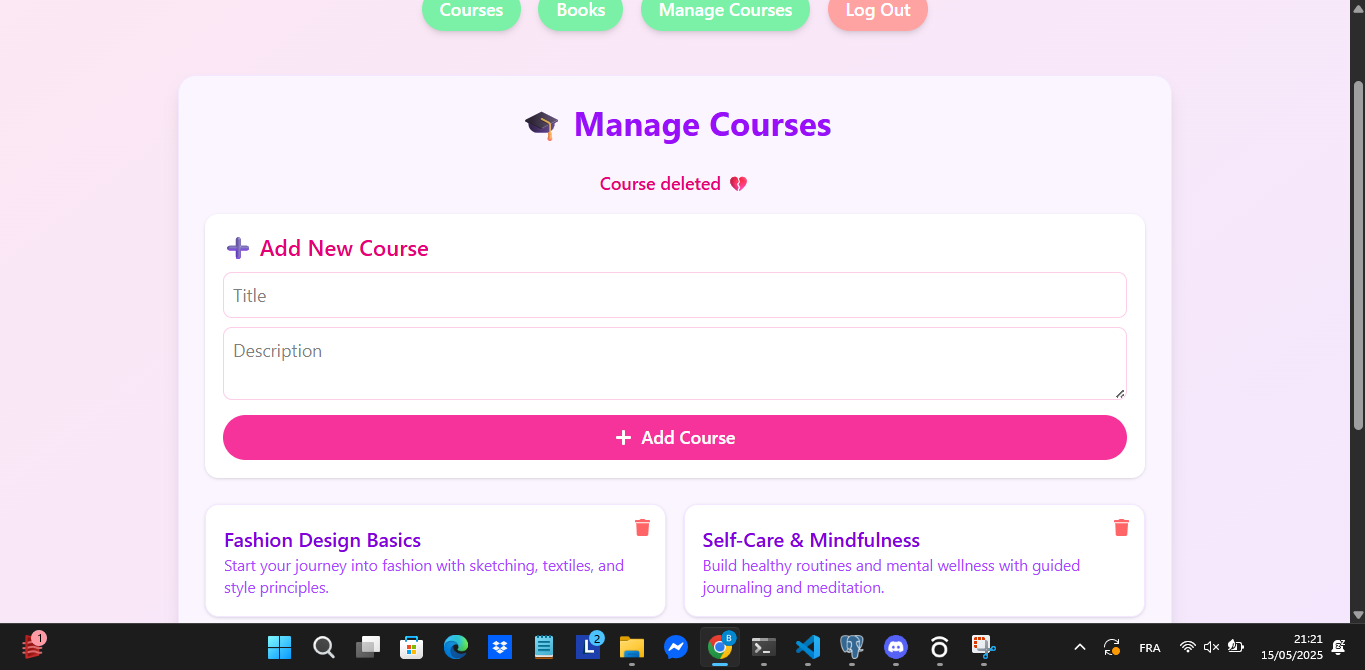 Courses
Books
Manage Courses
Log Out
Manage Courses
Course deleted
Add New Course
Title
Description
Add Course
Fashion Design Basics
Start your journey into fashion with sketching, textiles, and
style principles.
Self-Care & Mindfulness
Build healthy routines and mental wellness with guided
journaling and meditation.
1
L
2
B
FRA
21:21
15/05/2025